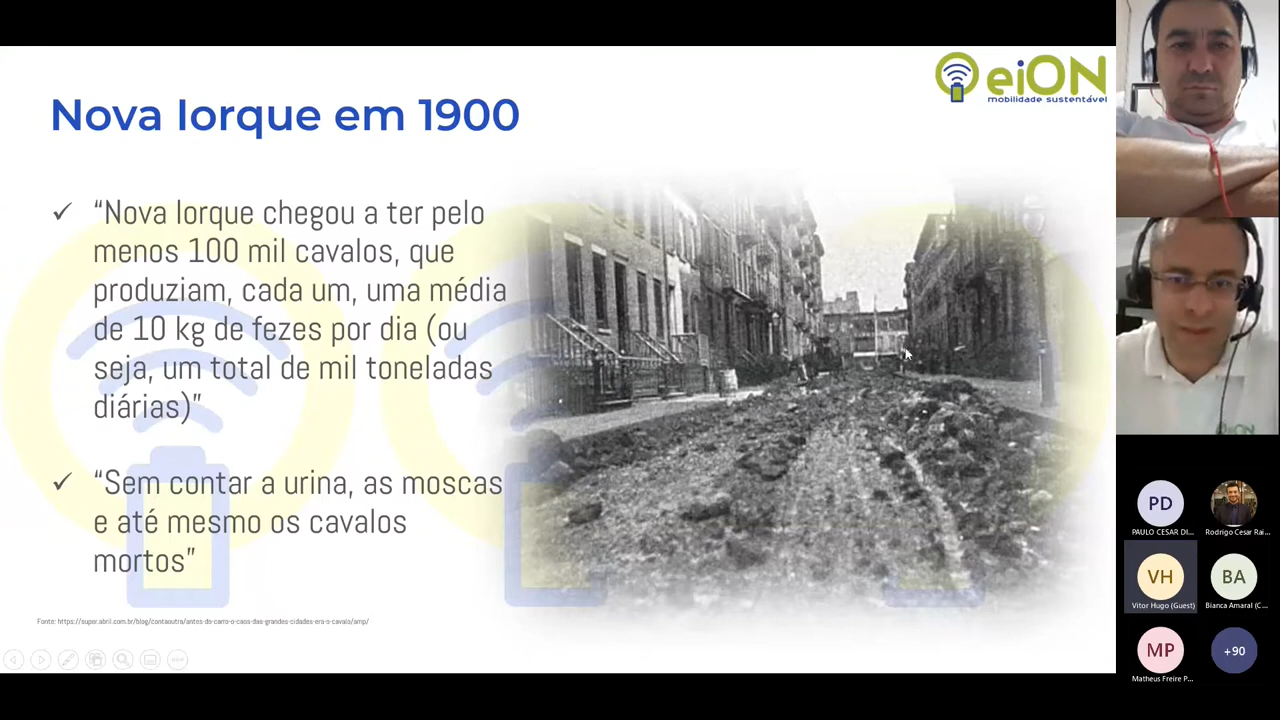 eiON
mobilidade sustentável
Nova Iorque em 1900
“Nova Iorque chegou a ter pelo
menos 100 mil cavalos, que
produziam, cada um, uma média
de 10 kg de fezes por dia (ou
seja, um total de mil toneladas
diárias)”
“Sem contar a urina, as moscas
e até mesmo os cavalos
mortos”
Fonte: https://super.abril.com.br/blog/contaoutra/antes-do-carro-o-caos-das-grandes-cidades-era-o-cavalo/amp/
eiON
PD
PAULO CESAR DI...
Rodrigo Cesar Rai...
VH
Vitor Hugo (Guest)
BA
Bianca Amaral (C...
MP
Matheus Freire P...
+90